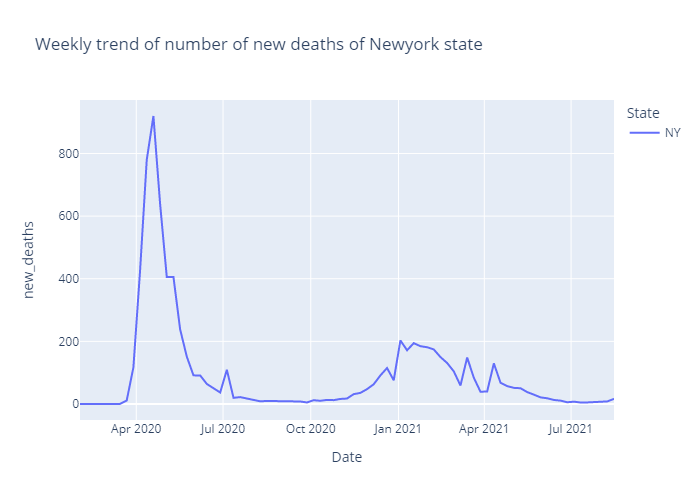 Weekly trend of number of new deaths of Newyork state
State
NY
800
600
400
200
0
new_deaths
Apr 2020
Jul 2020
Oct 2020
Jan 2021
Apr 2021
Jul 2021
Date